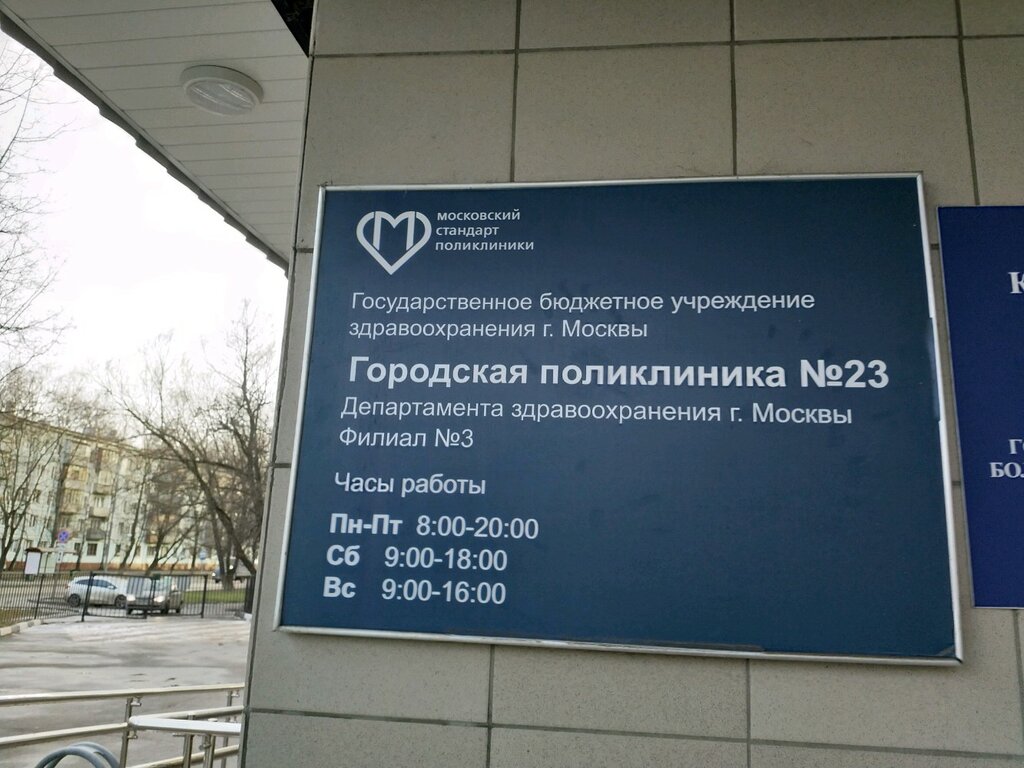 московский
стандарт
поликлиники
Государственное бюджетное учреждение
здравоохранения г. Москвы
Городская поликлиника №23
Департамента здравоохранения г. Москвы
Филиал №3
Часы работы
Пн-Пт 8:00-20:00
Сб 9:00-18:00
Вс 9:00-16:00